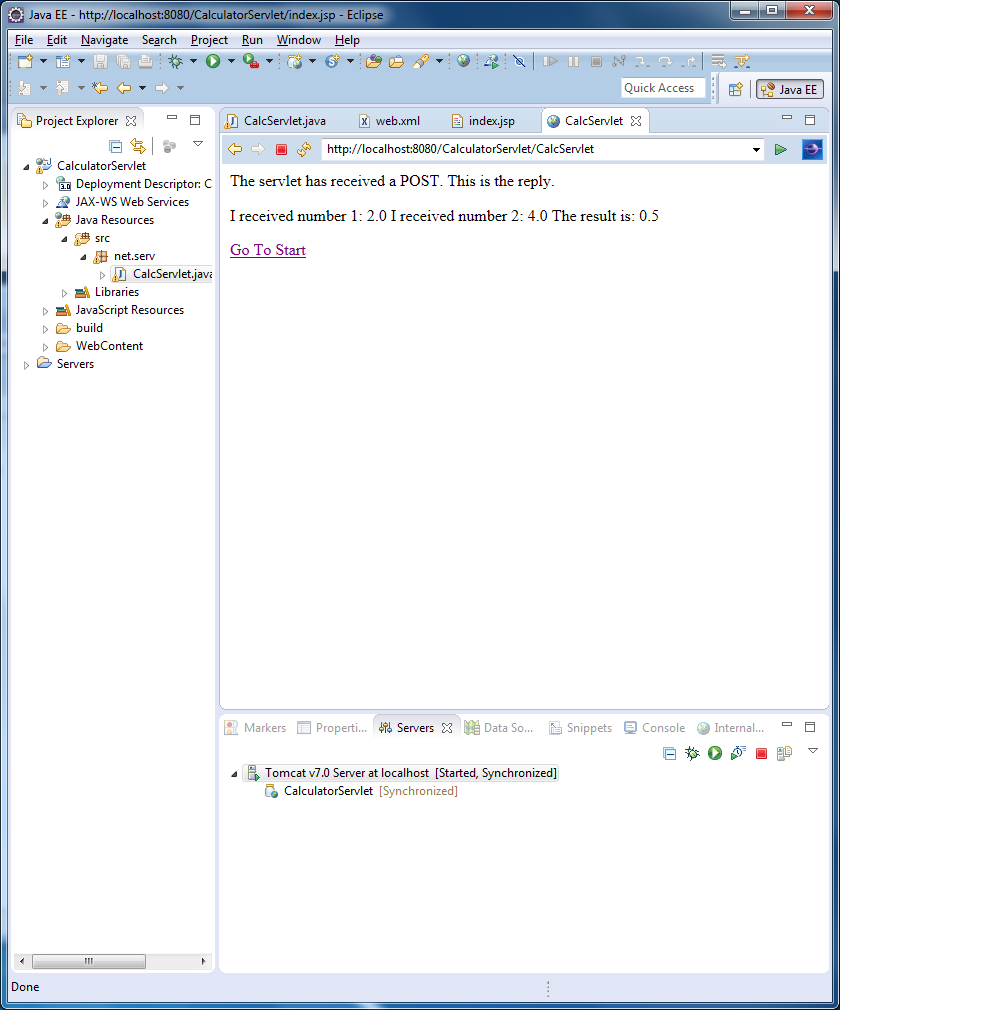 Java EE - http://localhost:8080/CalculatorServlet/index.jsp - Eclipse
File Edit Navigate Search Project Run Window Help
Quick Access
Java EE
Project Explorer
CalculatorServlet
Deployment Descriptor: C
JAX-WS Web Services
Java Resources
src
net.serv
CalcServlet.java
Libraries
JavaScript Resources
build
WebContent
Servers
CalcServlet.java web.xml index.jsp CalcServlet
http://localhost:8080/CalculatorServlet/CalcServlet
The servlet has received a POST. This is the reply.
I received number 1: 2.0 I received number 2: 4.0 The result is: 0.5
Go To Start
Markers Properti... Servers Data So... Snippets Console Internal...
Tomcat v7.0 Server at localhost [Started, Synchronized]
CalculatorServlet [Synchronized]
Done